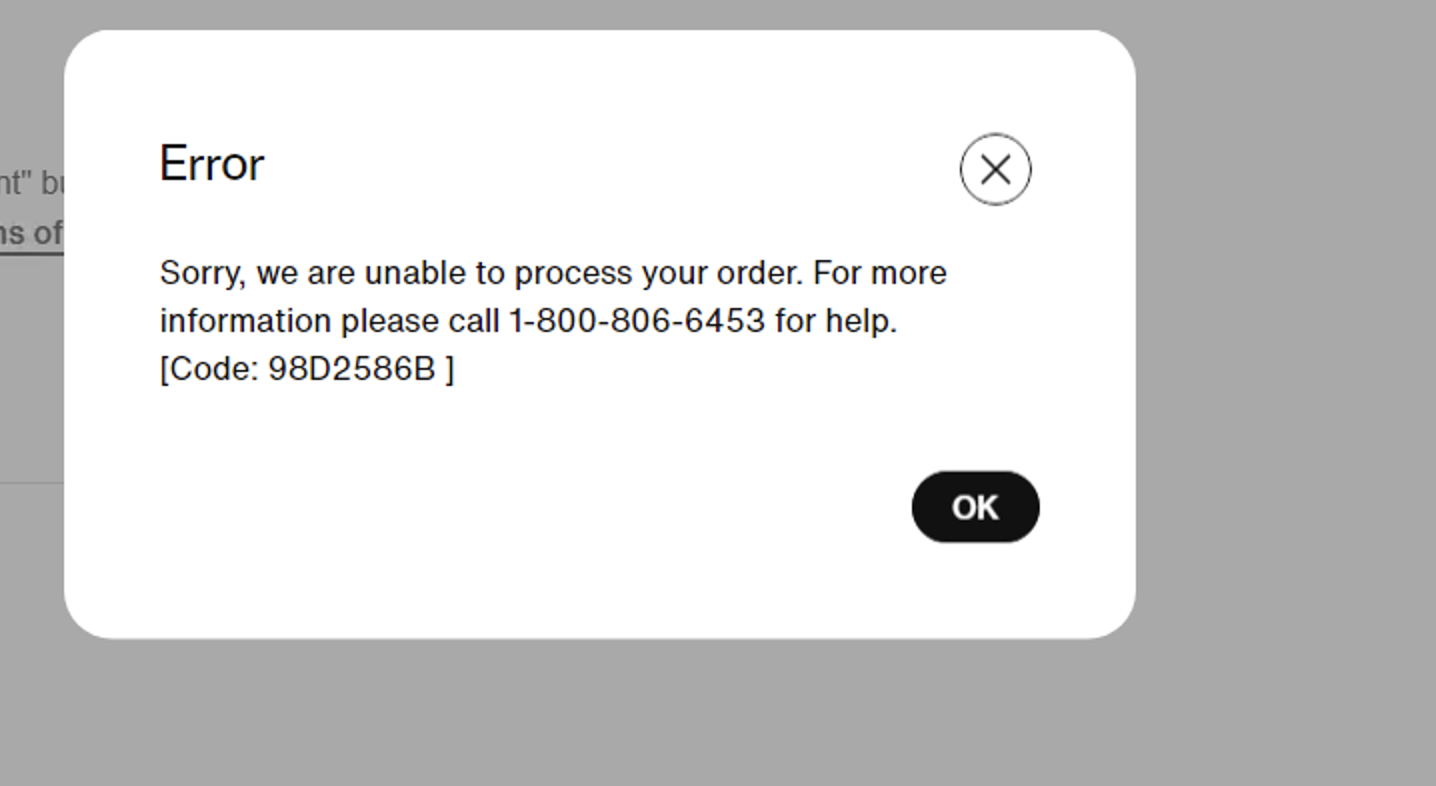 Error
Sorry, we are unable to process your order. For more
information please call 1-800-806-6453 for help.
[Code: 98D2586B ]
OK
nt" bu
ns of